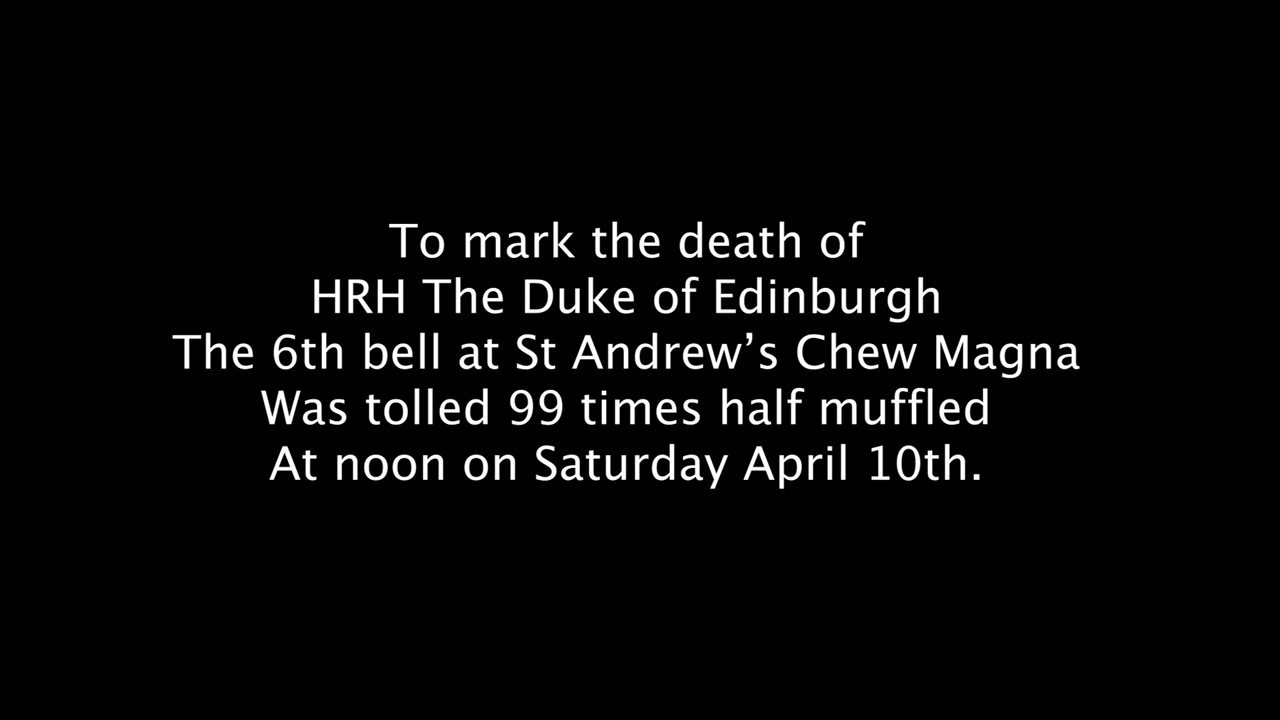 To mark the death of
HRH The Duke of Edinburgh
The 6th bell at St Andrew’s Chew Magna
Was tolled 99 times half muffled
At noon on Saturday April 10th.